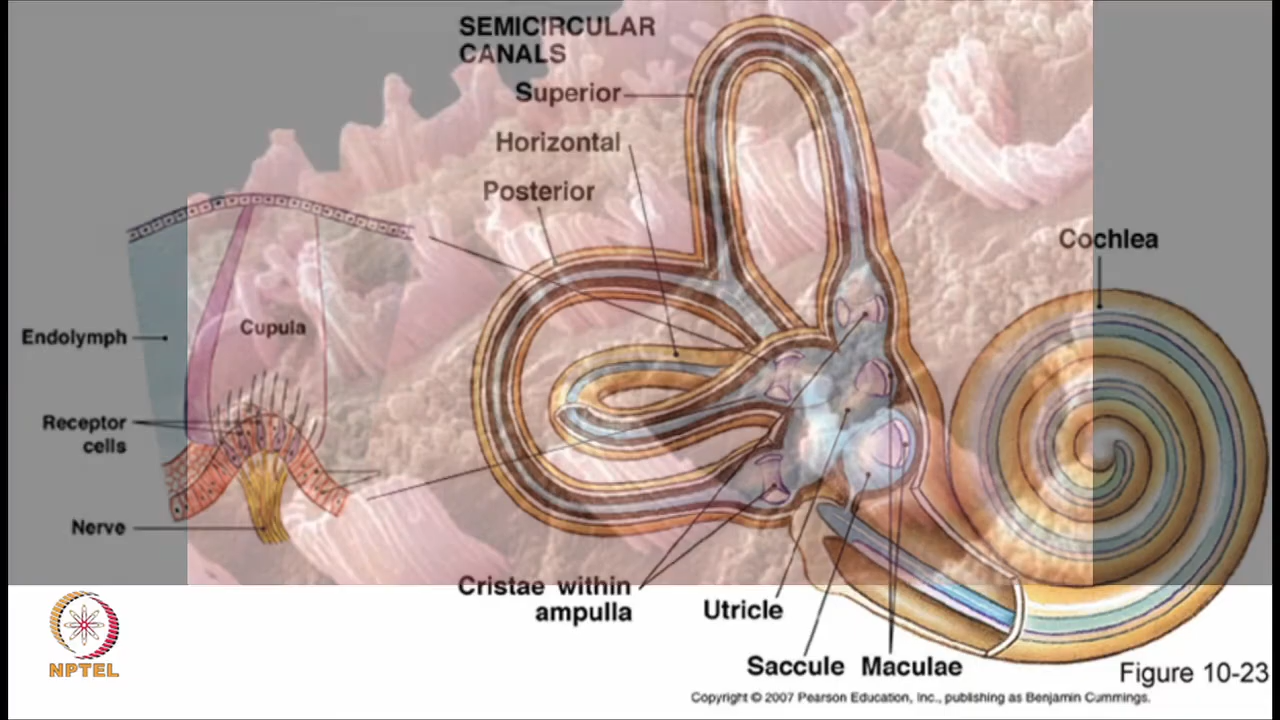 SEMICIRCULAR
CANALS
Superior
Horizontal
Posterior
Cochlea
Endolymph
Cupula
Receptor
cells
Nerve
Cristae within
ampulla
Utricle
Saccule
Maculae
NPTEL
Figure 10-23
Copyright © 2007 Pearson Education, Inc., publishing as Benjamin Cummings.